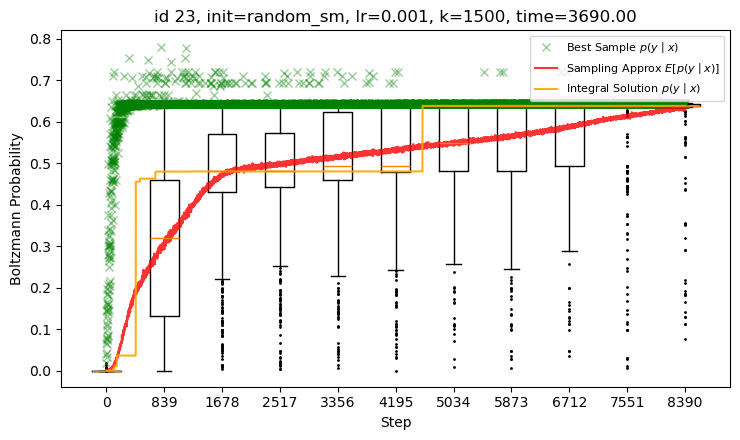 id 23, init=random_sm, lr=0.001, k=1500, time=3690.00
Best Sample p(y | x)
Sampling Approx E[p(y | x)]
Integral Solution p(y | x)
Boltzmann Probability
0.8
0.7
0.6
0.5
0.4
0.3
0.2
0.1
0.0
0 839 1678 2517 3356 4195 5034 5873 6712 7551 8390
Step